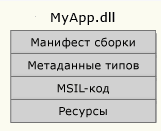 MyApp.dll
Манифест сборки
Метаданные типов
MSIL-код
Ресурсы